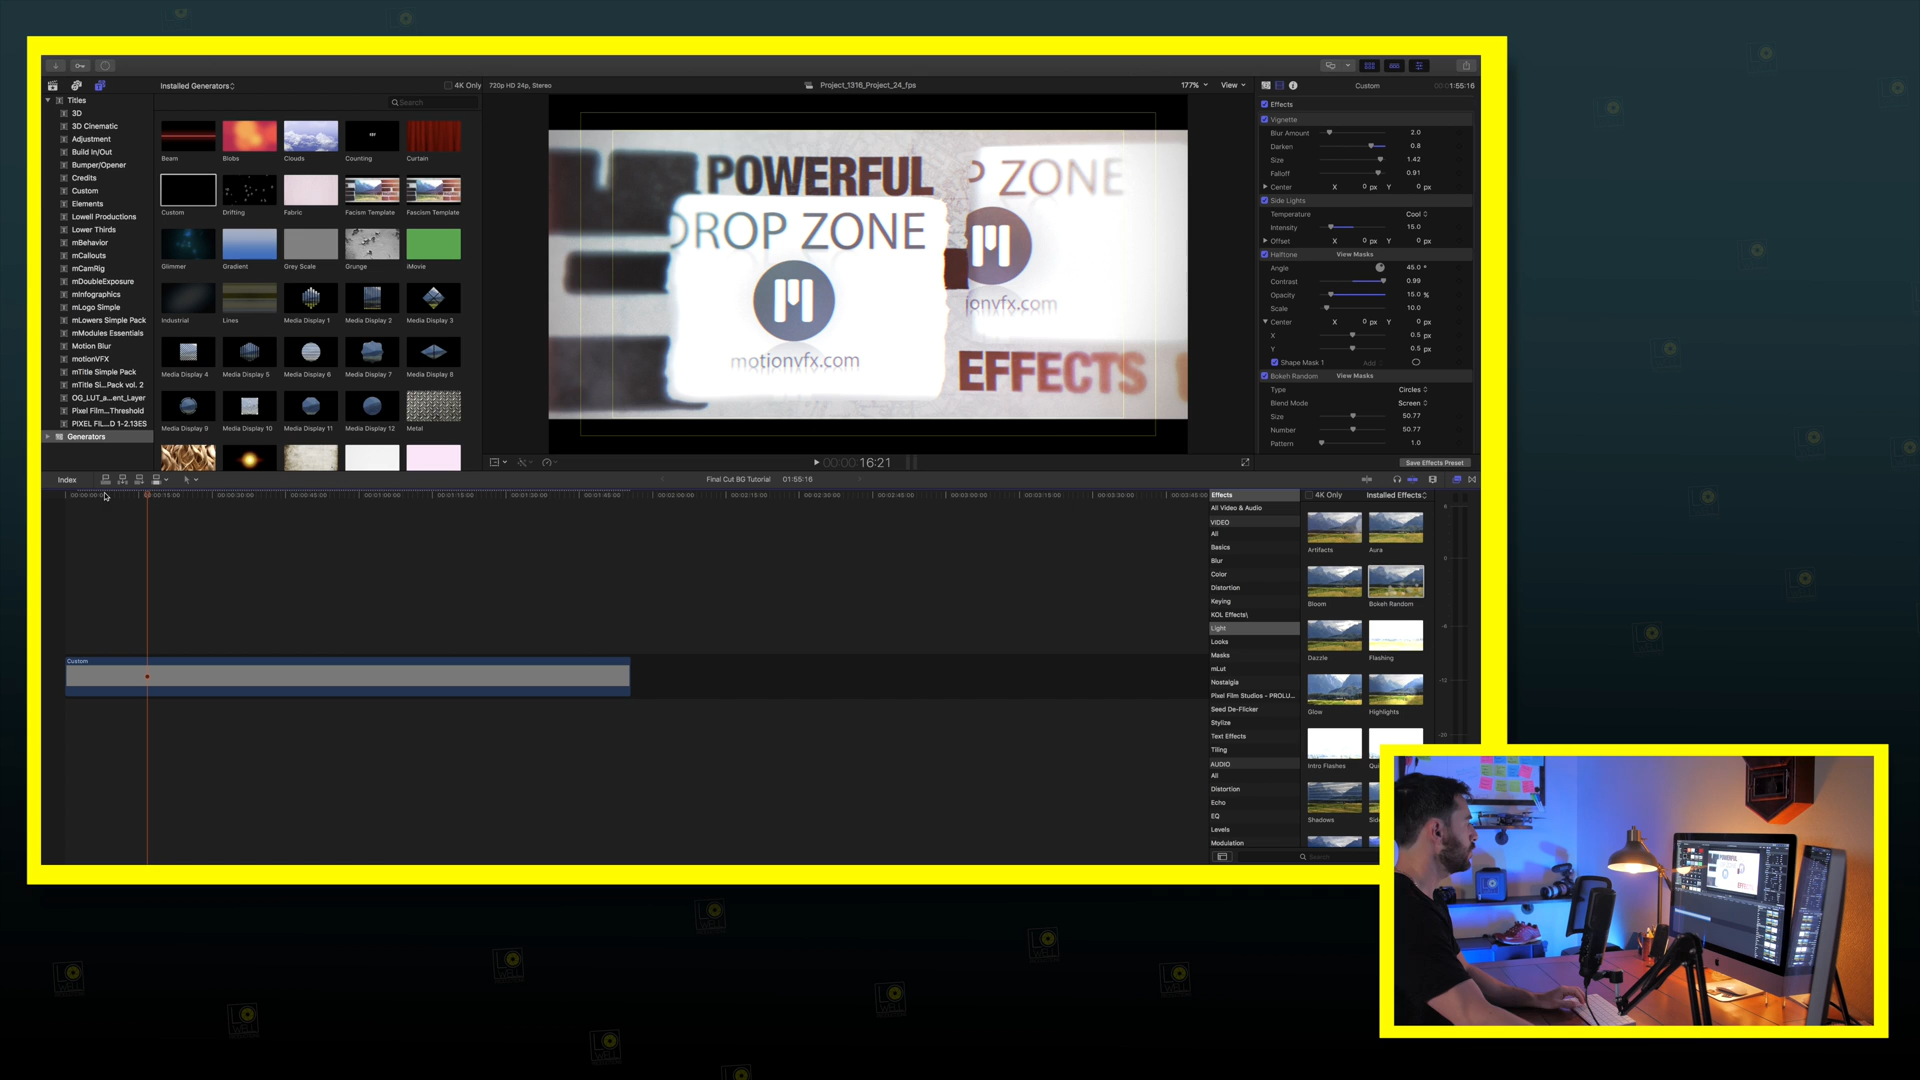 Installed Generators
4K Only
720p HD 24p, Stereo
Project_1316_Project_24_fps
177%
View
Custom
1:55:16
Titles
3D
3D Cinematic
Adjustment
Build In/Out
Bumper/Opener
Credits
Custom
Elements
Lowell Productions
Lower Thirds
mBehavior
mCallouts
mCamRig
mDoubleExposure
mInfographics
mLogo Simple
mLowers Simple Pack
mModules Essentials
Motion Blur
motionVFX
mTitle Simple Pack
mTitle Si...Pack vol. 2
OG_LUT_a...ent_Layer
Pixel Film...Threshold
PIXEL FIL...D 1-2.13ES
Generators
Search
Beam
Blobs
Clouds
Counting
Curtain
Custom
Drifting
Fabric
Facism Template
Fascism Template
Glimmer
Gradient
Grey Scale
Grunge
iMovie
Industrial
Lines
Media Display 1
Media Display 2
Media Display 3
Media Display 4
Media Display 5
Media Display 6
Media Display 7
Media Display 8
Media Display 9
Media Display 10
Media Display 11
Media Display 12
Metal
POWERFUL
DROP ZONE
motionvfx.com
P ZONE
ionvfx.com
EFFECTS
00:00:16:21
Effects
Vignette
Blur Amount 2.0
Darken 0.8
Size 1.42
Falloff 0.91
Center X 0 px Y 0 px
Side Lights
Temperature Cool
Intensity 15.0
Offset X 0 px Y 0 px
Halftone View Masks
Angle 45.0 °
Contrast 0.99
Opacity 15.0 %
Scale 10.0
Center X 0 px Y 0 px
X 0.5 px
Y 0.5 px
Shape Mask 1 Add
Bokeh Random View Masks
Type Circles
Blend Mode Screen
Size 50.77
Number 50.77
Pattern 1.0
Save Effects Preset
Index
Final Cut BG Tutorial 01:55:16
00:00:00:00
00:00:15:00
00:00:30:00
00:00:45:00
00:01:00:00
00:01:15:00
00:01:30:00
00:01:45:00
00:02:00:00
00:02:15:00
00:02:30:00
00:02:45:00
00:03:00:00
00:03:15:00
00:03:30:00
00:03:45:00
Custom
Effects
4K Only
Installed Effects
All Video & Audio
VIDEO
All
Basics
Blur
Color
Distortion
Keying
KOL Effects\
Light
Looks
Masks
mLut
Nostalgia
Pixel Film Studios - PROLU...
Seed De-Flicker
Stylize
Text Effects
Tiling
AUDIO
All
Distortion
Echo
EQ
Levels
Modulation
Search
Artifacts
Aura
Bloom
Bokeh Random
Dazzle
Flashing
Glow
Highlights
Intro Flashes
Shadows
6
0
-6
-12
-20
POWERFUL
EFFECTS